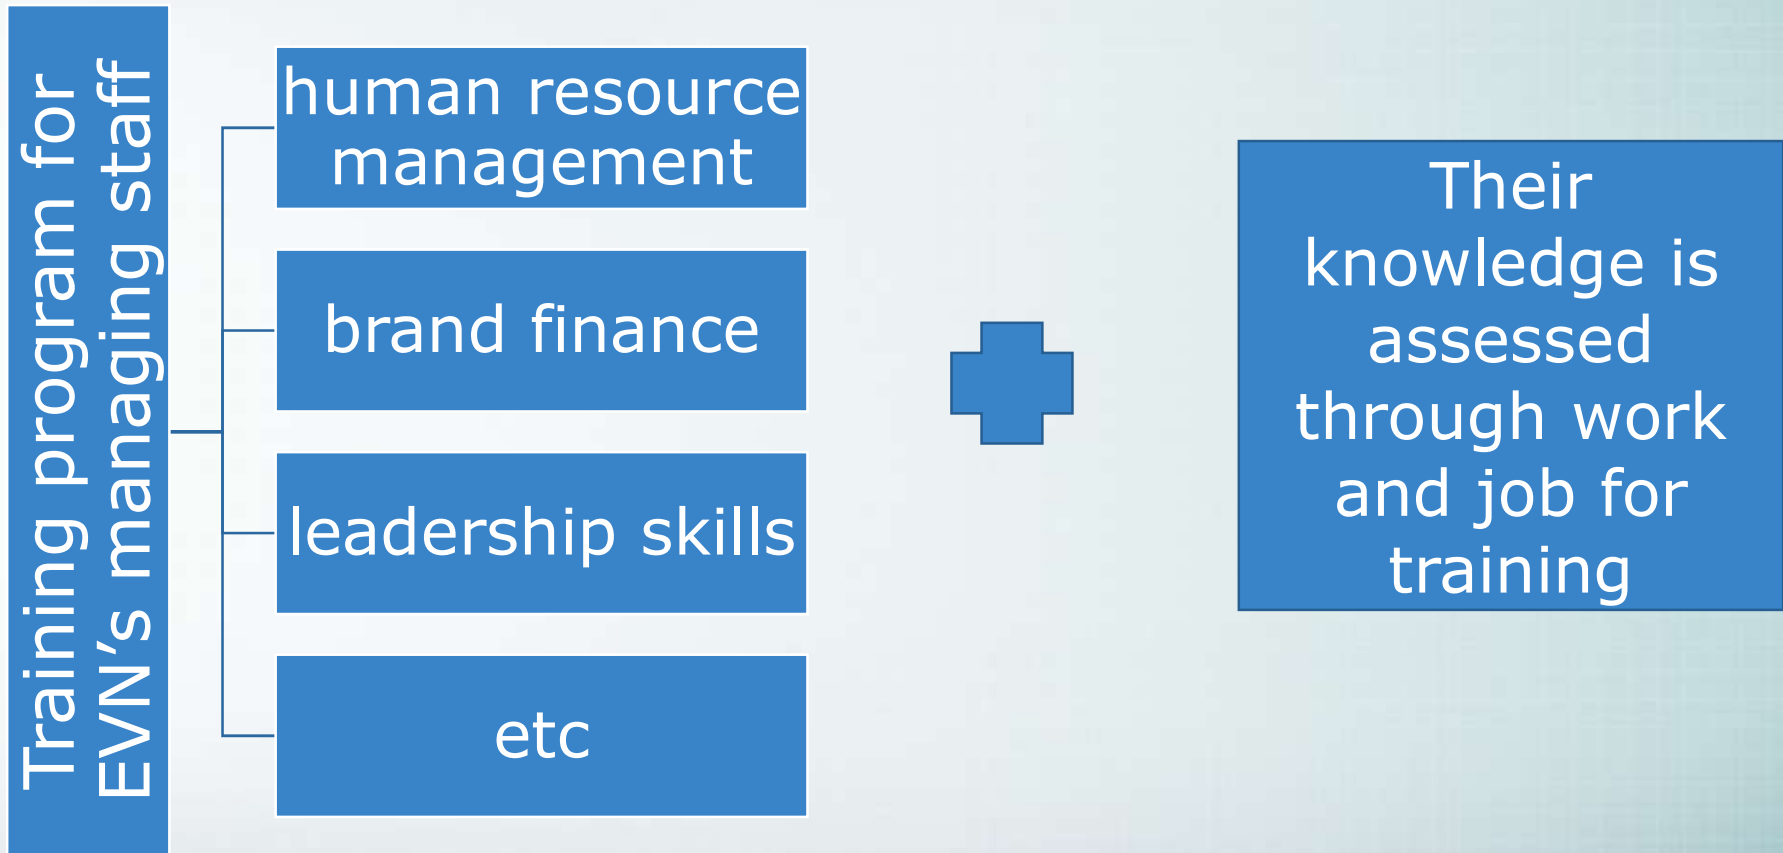 Training program for
EVN’s managing staff
human resource
management
brand finance
leadership skills
etc
Their
knowledge is
assessed
through work
and job for
training